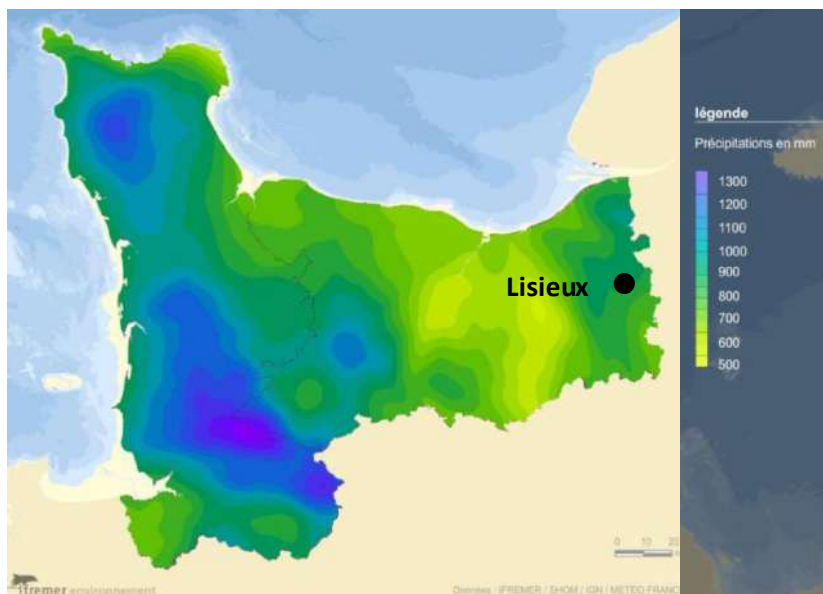 Lisieux
légende
Précipitations en mm
1300
1200
1100
1000
900
800
700
600
500
0 10 20
ifremer environnement
Données : IFREMER / SHOM / IGN / METEO FRANC